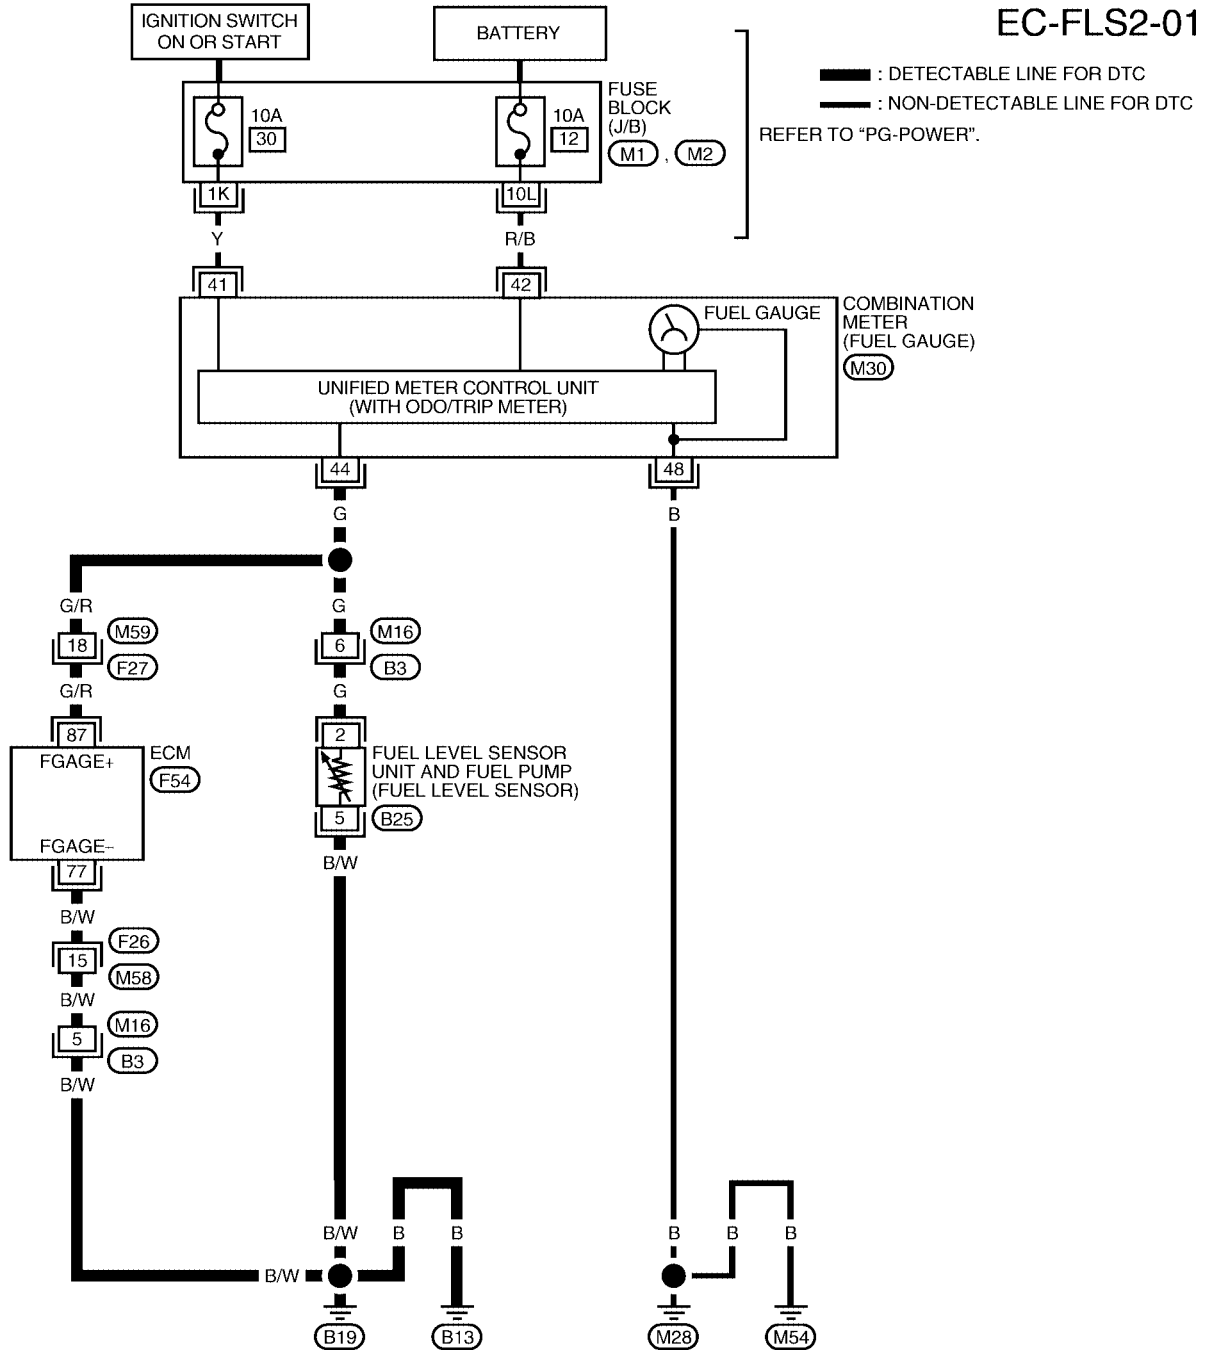 EC-FLS2-01
IGNITION SWITCH
ON OR START
BATTERY
: DETECTABLE LINE FOR DTC
: NON-DETECTABLE LINE FOR DTC
REFER TO “PG-POWER”.
10A
30
10A
12
FUSE
BLOCK
(J/B)
M1 , M2
1K
10L
Y
R/B
41
42
FUEL GAUGE
COMBINATION
METER
(FUEL GAUGE)
M30
UNIFIED METER CONTROL UNIT
(WITH ODO/TRIP METER)
44
48
G
B
G/R
G
18
M59
F27
6
M16
B3
G/R
G
87
FGAGE+
ECM
F54
FGAGE−
77
2
FUEL LEVEL SENSOR
UNIT AND FUEL PUMP
(FUEL LEVEL SENSOR)
5
B25
B/W
B/W
15
F26
M58
B/W
5
M16
B3
B/W
B/W
B
B
B
B
B
B/W
B19
B13
M28
M54